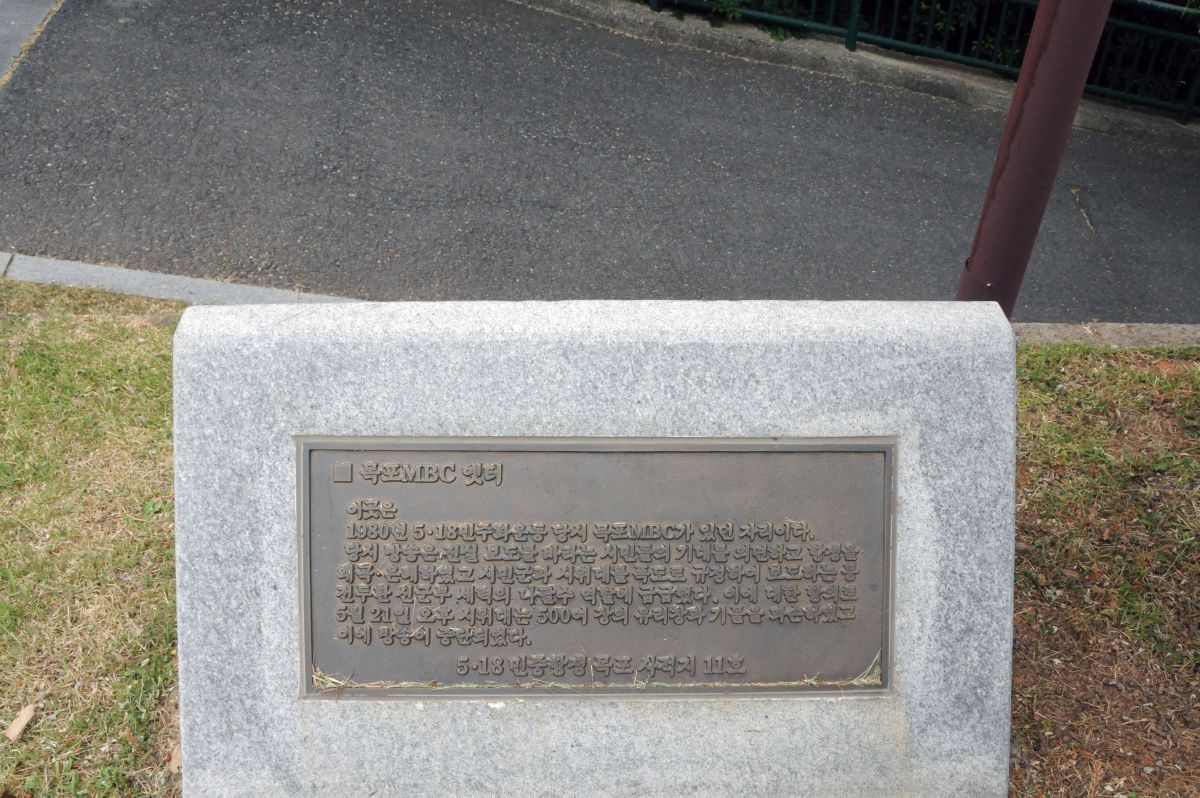 ■ 목포MBC 옛터
이곳은
1980년 5·18민주화운동 당시 목포MBC가 있던 자리이다.
당시 방송은 진실 보도를 바라는 시민들의 기대를 외면하고 항쟁을
왜곡·은폐하였고 시민군과 시위대를 폭도로 규정하여 보도하는 등
전두환 신군부 세력의 나팔수 역할에 급급했다. 이에 대한 항의로
5월 21일 오후 시위대는 500여 장의 유리창과 기물을 파손하였고
이에 방송이 중단되었다.
5·18 민중항쟁 목포 사적지 11호